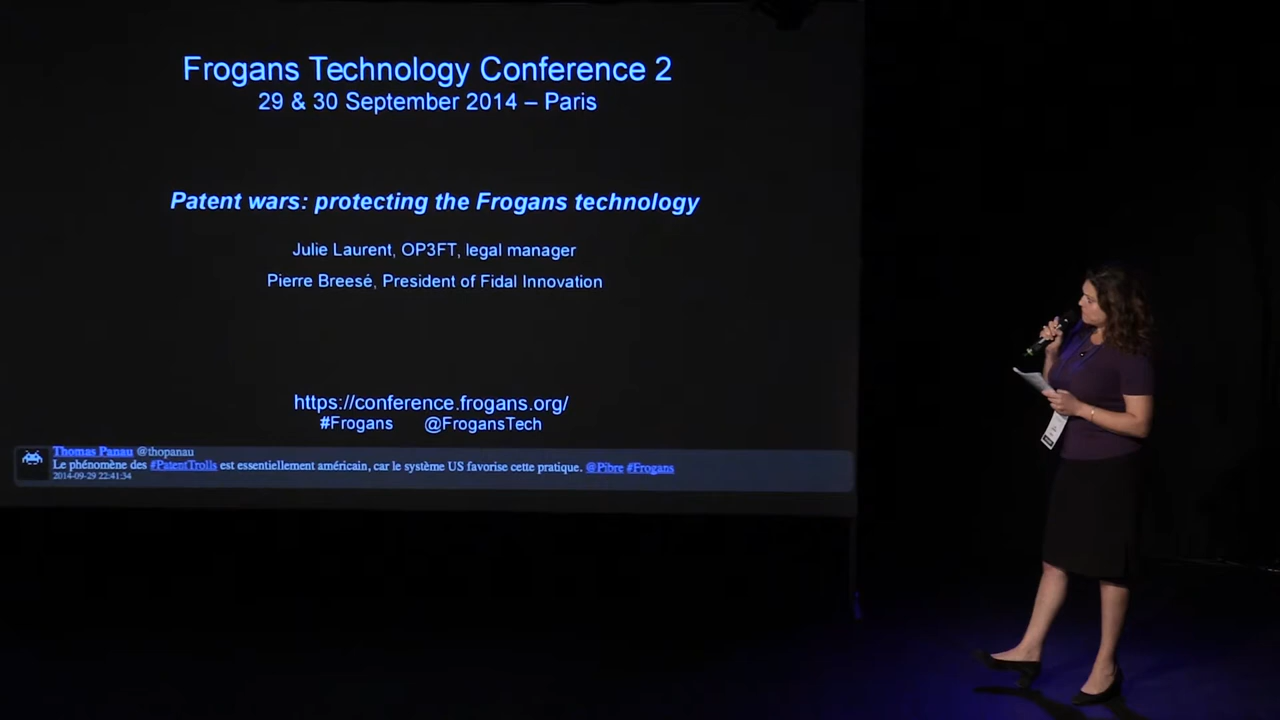 Frogans Technology Conference 2
29 & 30 September 2014 – Paris
Patent wars: protecting the Frogans technology
Julie Laurent, OP3FT, legal manager
Pierre Breesé, President of Fidal Innovation
https://conference.frogans.org/
#Frogans @FrogansTech
Thomas Panau @thopanau
Le phénomène des #PatentTrolls est essentiellement américain, car le système US favorise cette pratique. @Pibre #Frogans
2014-09-29 22:41:34